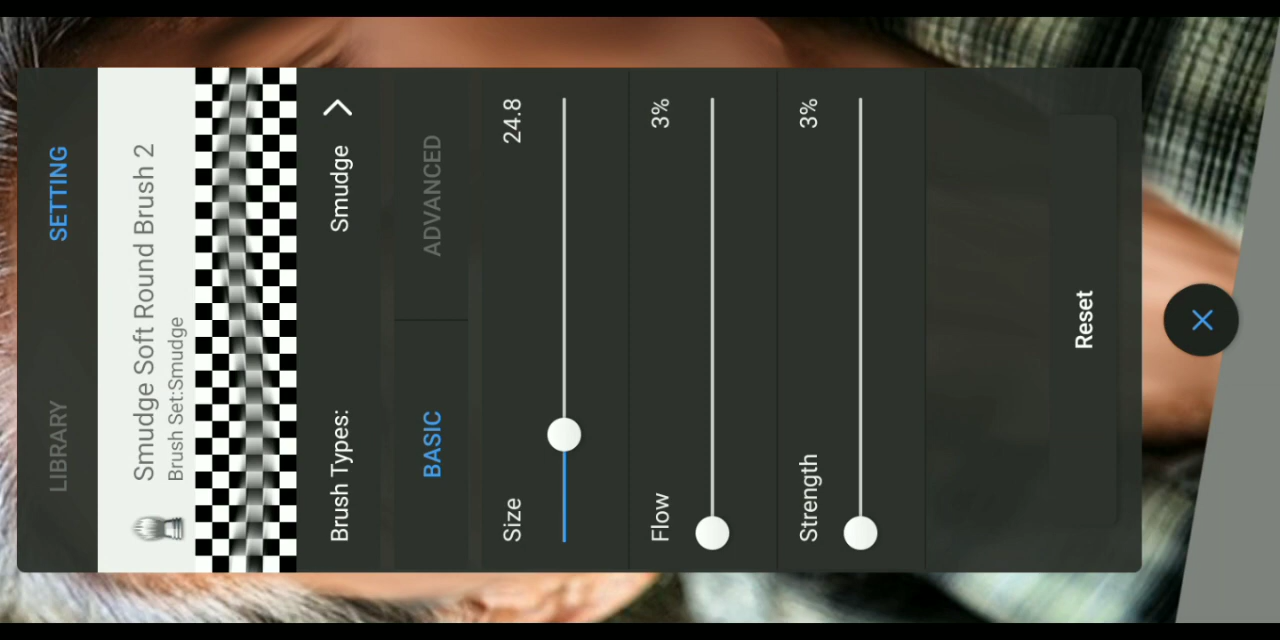 LIBRARY SETTING
Smudge Soft Round Brush 2
Brush Set:Smudge
Brush Types: Smudge
BASIC ADVANCED
Size 24.8
Flow 3%
Strength 3%
Reset